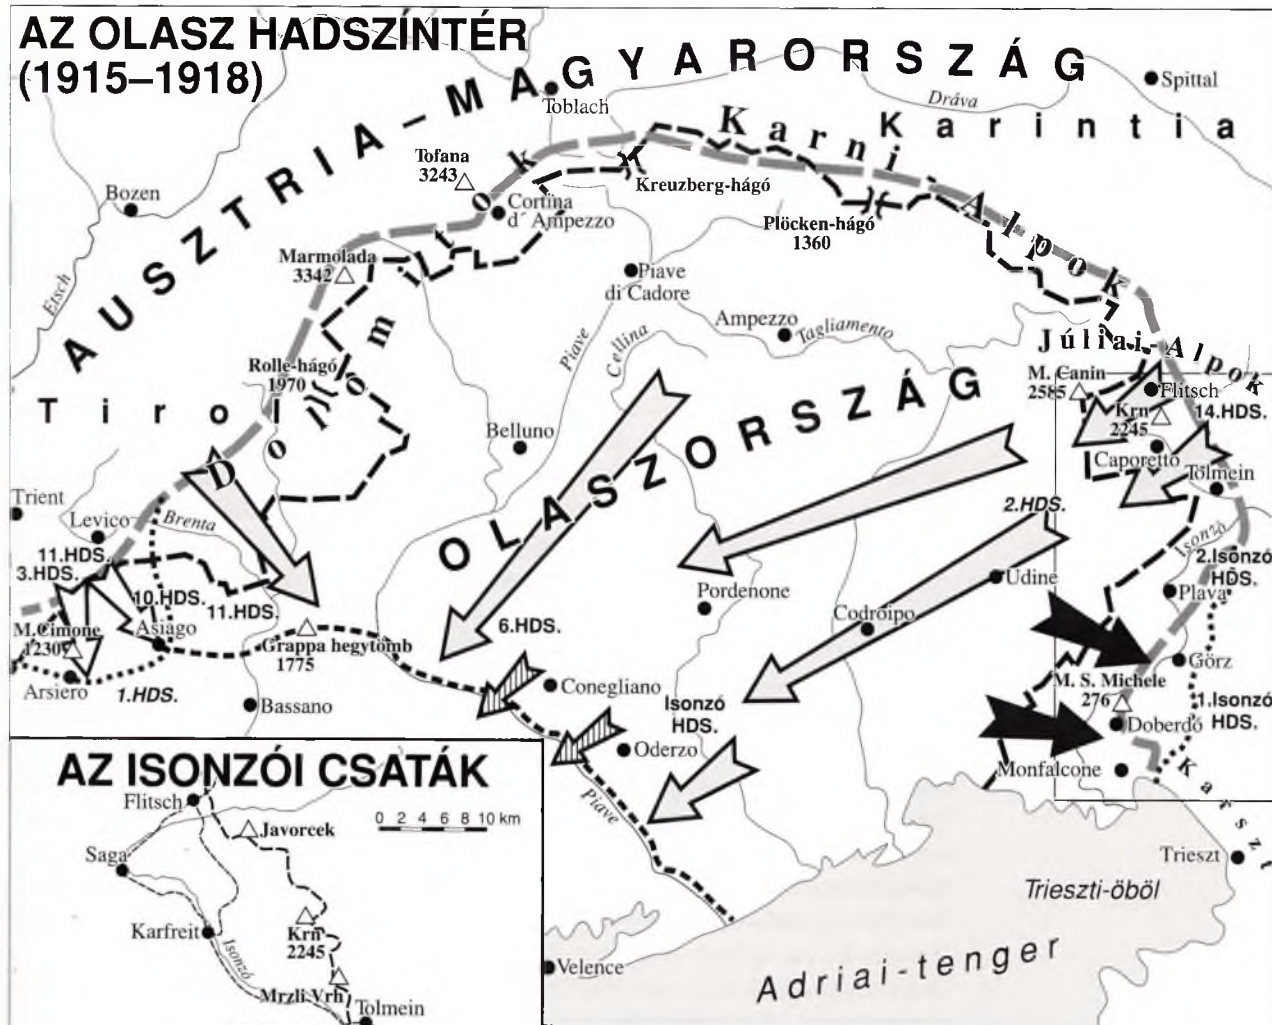 AZ OLASZ HADSZÍNTÉR
(1915–1918)
AUSZTRIA–MAGYARORSZÁG
Spittal
Toblach
Dráva
Karintia
Karni Alpok
Tofana
3243
Kreuzberg-hágó
Bozen
Cortina
d´ Ampezzo
Plöcken-hágó
1360
Etsch
Marmolada
3342
Piave
di Cadore
Ampezzo
Tagliamento
Piave
Cellina
Júliai-Alpok
Rolle-hágó
1970
M. Canin
2585
Flitsch
Krn
2245
14.HDS.
Tirol
Dolomitok
OLASZORSZÁG
Belluno
Caporetto
Tolmein
Trient
Levico
Brenta
2.HDS.
Isonzó
11.HDS.
3.HDS.
10.HDS.
11.HDS.
2.Isonzó
HDS.
Udine
Plava
Pordenone
Codroipo
6.HDS.
M.Cimone
1230
Asiago
Grappa hegytömb
1775
Görz
Arsiero
1.HDS.
Bassano
Conegliano
Isonzó
HDS.
M. S. Michele
276
1.Isonzó
HDS.
Doberdó
Oderzo
Monfalcone
Karszt
Piave
Trieszt
Trieszti-öböl
Velence
Adriai-tenger
AZ ISONZÓI CSATÁK
Flitsch
0 2 4 6 8 10 km
Javorcek
Saga
Karfreit
Isonzó
Krn
2245
Mrzli Vrh
Tolmein